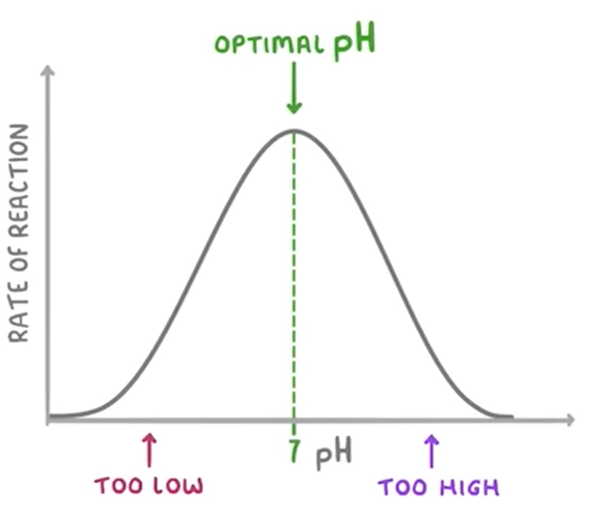 OPTIMAL pH
RATE OF REACTION
7 pH
TOO LOW
TOO HIGH